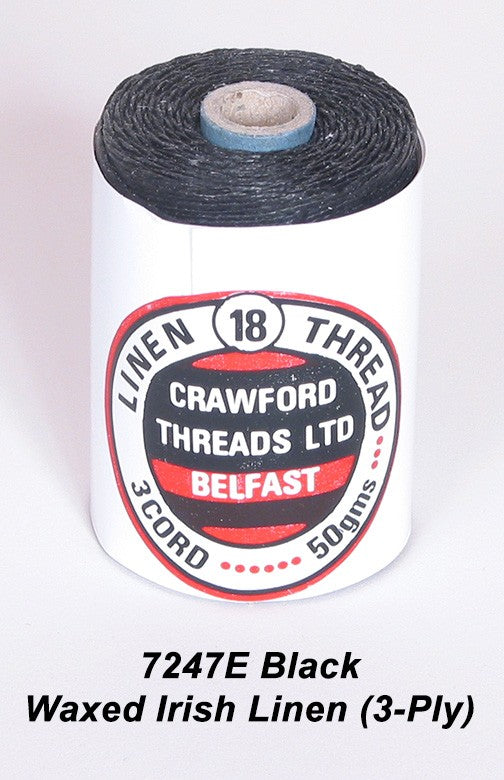 LINEN 18 THREAD
CRAWFORD
THREADS LTD
BELFAST
3 CORD 50gms
7247E Black
Waxed Irish Linen (3-Ply)